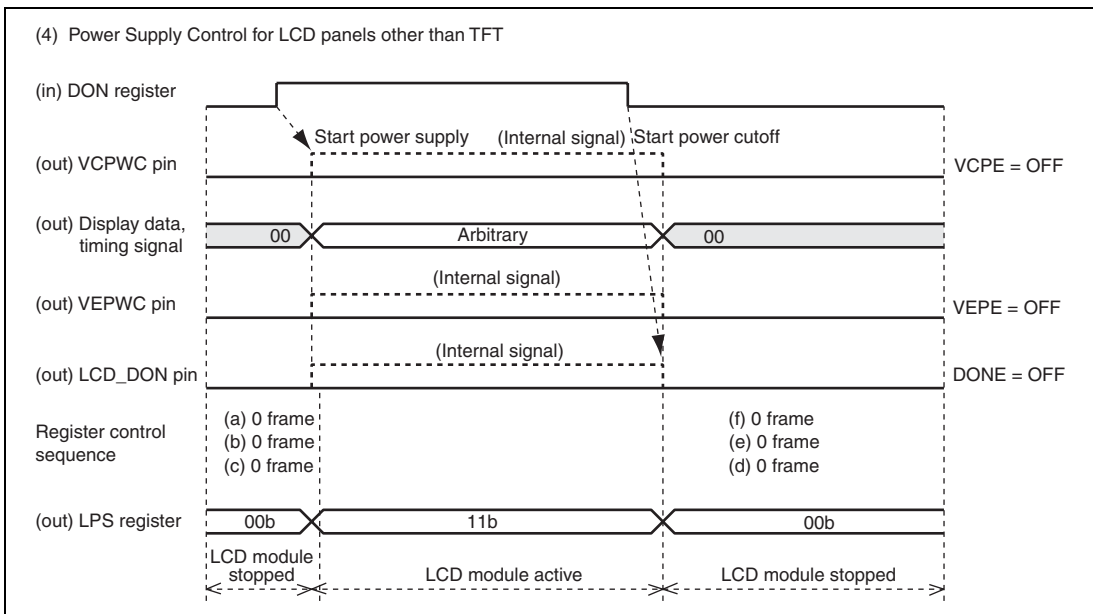 (4) Power Supply Control for LCD panels other than TFT
(in) DON register
Start power supply
(Internal signal)
Start power cutoff
(out) VCPWC pin
VCPE = OFF
(out) Display data,
timing signal
00
Arbitrary
00
(Internal signal)
(out) VEPWC pin
VEPE = OFF
(Internal signal)
(out) LCD_DON pin
DONE = OFF
Register control
sequence
(a) 0 frame
(b) 0 frame
(c) 0 frame
(f) 0 frame
(e) 0 frame
(d) 0 frame
(out) LPS register
00b
11b
00b
LCD module
stopped
LCD module active
LCD module stopped